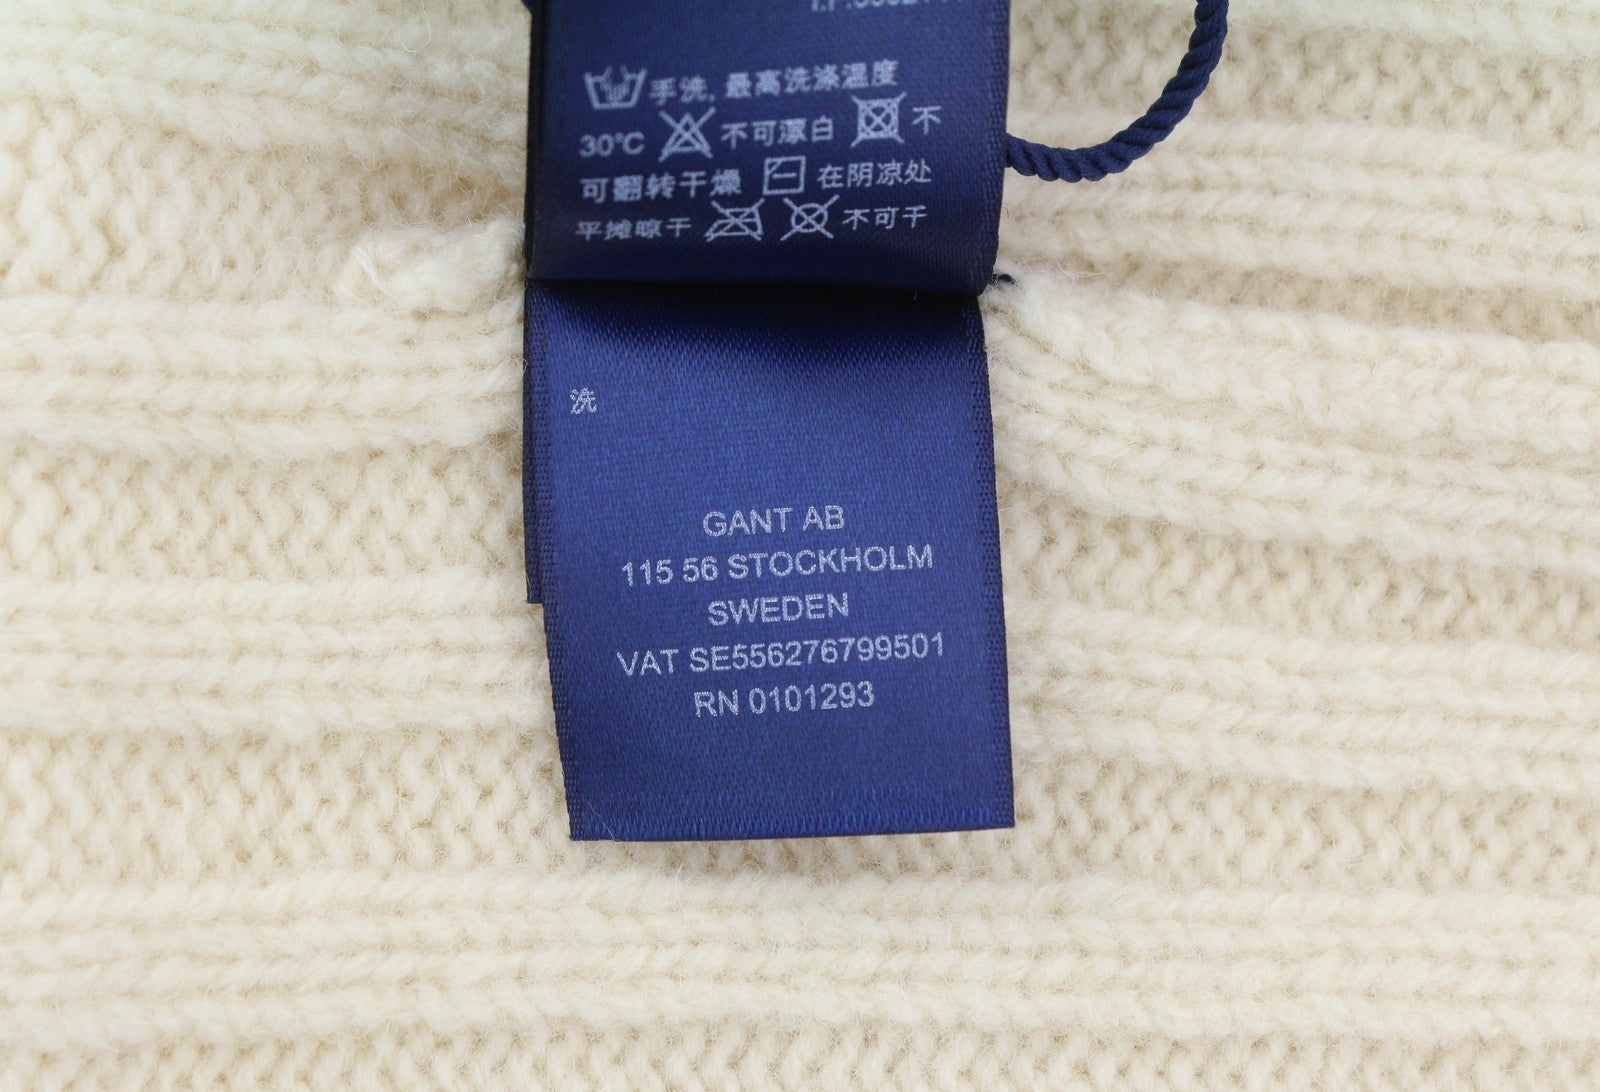 手洗, 最高洗涤温度
30°C 不可漂白 不
可翻转干燥 在阴凉处
平摊晾干 不可干
洗
GANT AB
115 56 STOCKHOLM
SWEDEN
VAT SE556276799501
RN 0101293